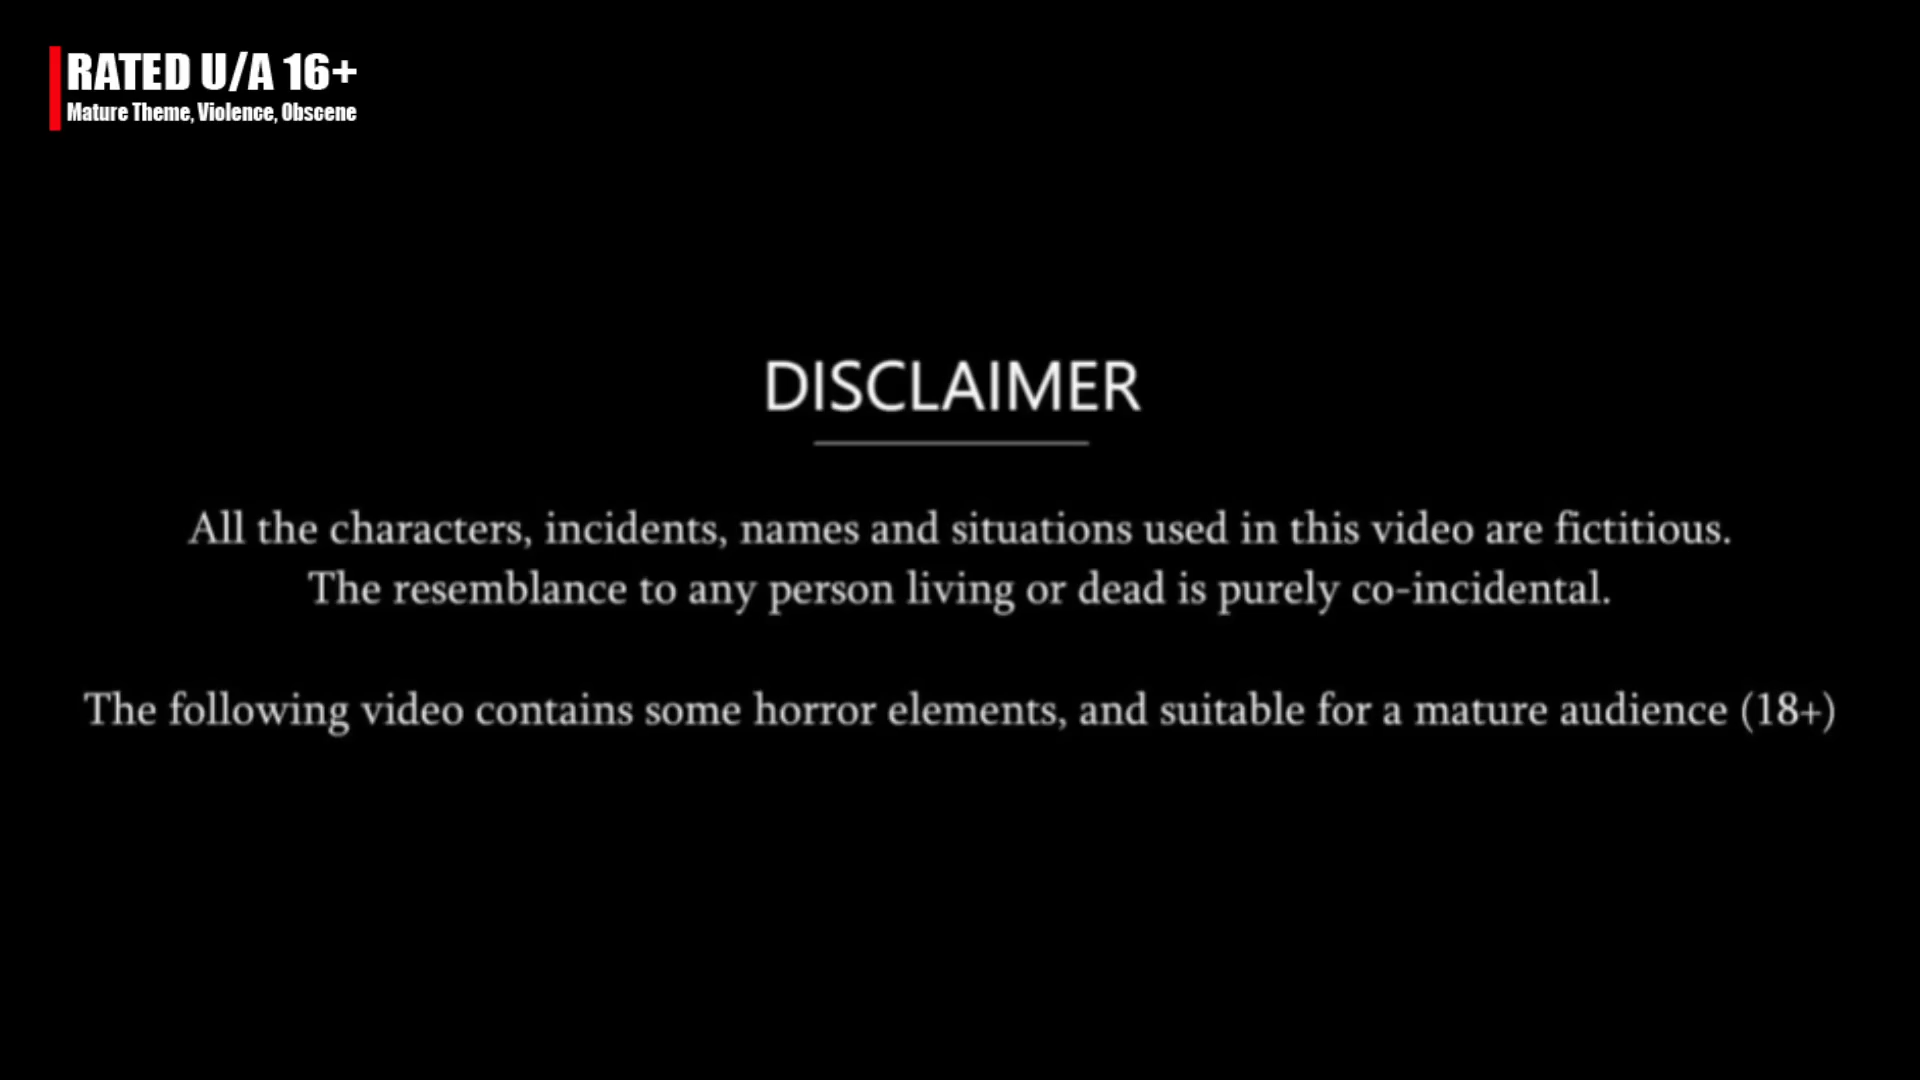 RATED U/A 16+
Mature Theme, Violence, Obscene
DISCLAIMER
All the characters, incidents, names and situations used in this video are fictitious.
The resemblance to any person living or dead is purely co-incidental.
The following video contains some horror elements, and suitable for a mature audience (18+)